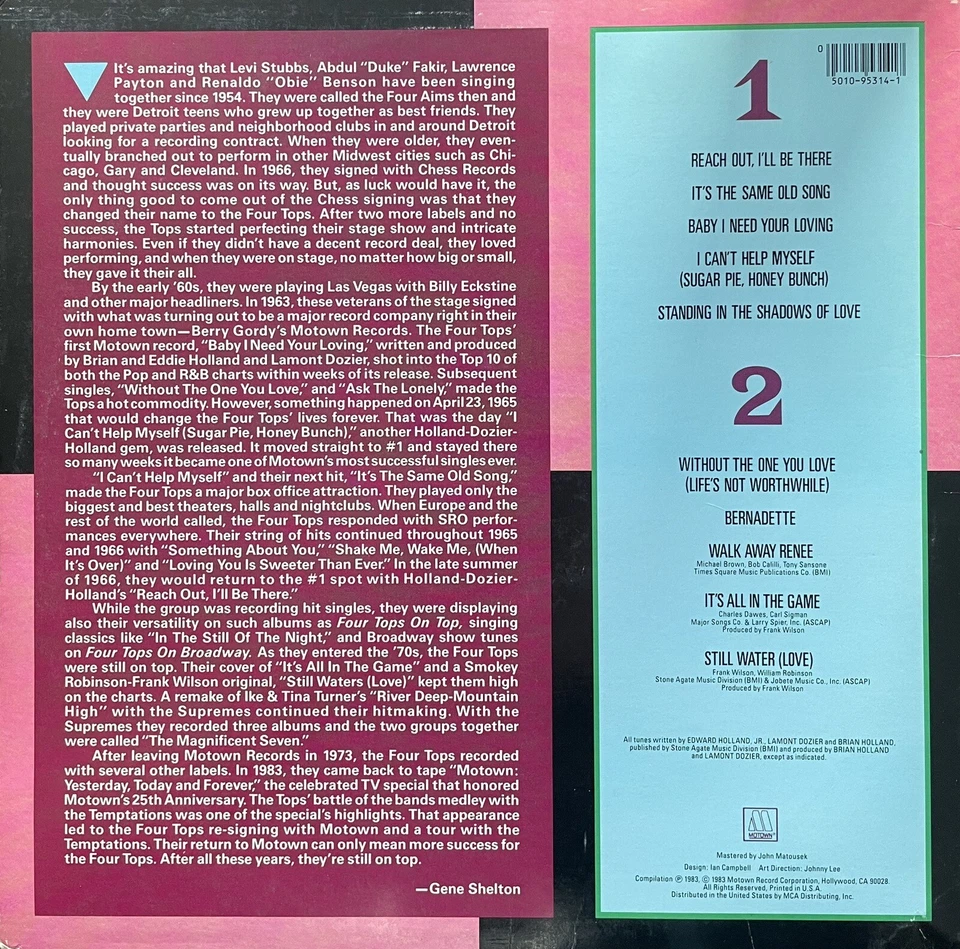 It's amazing that Levi Stubbs, Abdul "Duke" Fakir, Lawrence
Payton and Renaldo "Obie" Benson have been singing
together since 1954. They were called the Four Aims then and
they were Detroit teens who grew up together as best friends. They
played private parties and neighborhood clubs in and around Detroit
looking for a recording contract. When they were older, they even-
tually branched out to perform in other Midwest cities such as Chi-
cago, Gary and Cleveland. In 1966, they signed with Chess Records
and thought success was on its way. But, as luck would have it, the
only thing good to come out of the Chess signing was that they
changed their name to the Four Tops. After two more labels and no
success, the Tops started perfecting their stage show and intricate
harmonies. Even if they didn't have a decent record deal, they loved
performing, and when they were on stage, no matter how big or small,
they gave it their all.
By the early '60s, they were playing Las Vegas with Billy Eckstine
and other major headliners. In 1963, these veterans of the stage signed
with what was turning out to be a major record company right in their
own home town—Berry Gordy's Motown Records. The Four Tops'
first Motown record, "Baby I Need Your Loving," written and produced
by Brian and Eddie Holland and Lamont Dozier, shot into the Top 10 of
both the Pop and R&B charts within weeks of its release. Subsequent
singles, "Without The One You Love," and "Ask The Lonely," made the
Tops a hot commodity. However, something happened on April 23, 1965
that would change the Four Tops' lives forever. That was the day "I
Can't Help Myself (Sugar Pie, Honey Bunch)," another Holland-Dozier-
Holland gem, was released. It moved straight to #1 and stayed there
so many weeks it became one of Motown's most successful singles ever.
"I Can't Help Myself" and their next hit, "It's The Same Old Song,"
made the Four Tops a major box office attraction. They played only the
biggest and best theaters, halls and nightclubs. When Europe and the
rest of the world called, the Four Tops responded with SRO perfor-
mances everywhere. Their string of hits continued throughout 1965
and 1966 with "Something About You," "Shake Me, Wake Me, (When
It's Over)" and "Loving You Is Sweeter Than Ever." In the late summer
of 1966, they would return to the #1 spot with Holland-Dozier-
Holland's "Reach Out, I'll Be There."
While the group was recording hit singles, they were displaying
also their versatility on such albums as Four Tops On Top, singing
classics like "In The Still Of The Night," and Broadway show tunes
on Four Tops On Broadway. As they entered the '70s, the Four Tops
were still on top. Their cover of "It's All In The Game" and a Smokey
Robinson-Frank Wilson original, "Still Waters (Love)" kept them high
on the charts. A remake of Ike & Tina Turner's "River Deep-Mountain
High" with the Supremes continued their hitmaking. With the
Supremes they recorded three albums and the two groups together
were called "The Magnificent Seven."
After leaving Motown Records in 1973, the Four Tops recorded
with several other labels. In 1983, they came back to tape "Motown:
Yesterday, Today and Forever," the celebrated TV special that honored
Motown's 25th Anniversary. The Tops' battle of the bands medley with
the Temptations was one of the special's highlights. That appearance
led to the Four Tops re-signing with Motown and a tour with the
Temptations. Their return to Motown can only mean more success for
the Four Tops. After all these years, they're still on top.
—Gene Shelton
0
5010-95314-1
1
REACH OUT, I'LL BE THERE
IT'S THE SAME OLD SONG
BABY I NEED YOUR LOVING
I CAN'T HELP MYSELF
(SUGAR PIE, HONEY BUNCH)
STANDING IN THE SHADOWS OF LOVE
2
WITHOUT THE ONE YOU LOVE
(LIFE'S NOT WORTHWHILE)
BERNADETTE
WALK AWAY RENEE
Michael Brown, Bob Calilli, Tony Sansone
Times Square Music Publications Co. (BMI)
IT'S ALL IN THE GAME
Charles Dawes, Carl Sigman
Major Songs Co. & Larry Spier, Inc. (ASCAP)
Produced by Frank Wilson
STILL WATER (LOVE)
Frank Wilson, William Robinson
Stone Agate Music Division (BMI) & Jobete Music Co., Inc. (ASCAP)
Produced by Frank Wilson
All tunes written by EDWARD HOLLAND, JR., LAMONT DOZIER and BRIAN HOLLAND,
published by Stone Agate Music Division (BMI) and produced by BRIAN HOLLAND
and LAMONT DOZIER, except as indicated.
MOTOWN
Mastered by John Matousek
Design: Ian Campbell Art Direction: Johnny Lee
Compilation ℗ 1983, © 1983 Motown Record Corporation, Hollywood, CA 90028.
All Rights Reserved, Printed in U.S.A.
Distributed in the United States by MCA Distributing, Inc.